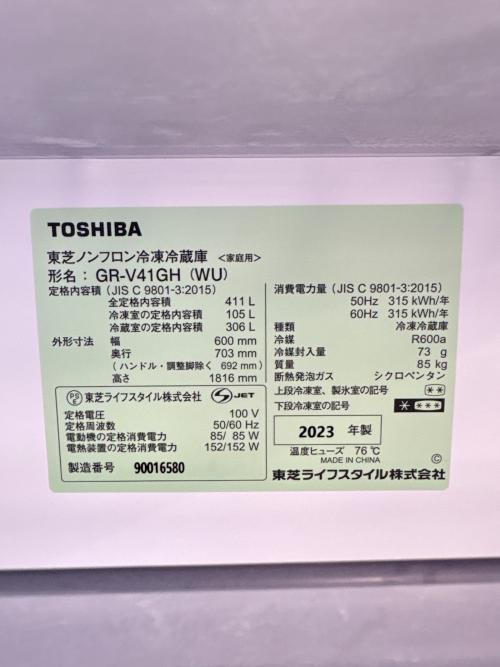 TOSHIBA
東芝ノンフロン冷凍冷蔵庫 <家庭用>
形名：GR-V41GH (WU)
定格内容積 (JIS C 9801-3:2015)
全定格内容積 411 L
冷凍室の定格内容積 105 L
冷蔵室の定格内容積 306 L
外形寸法 幅 600 mm
奥行 703 mm
(ハンドル・調整脚除く 692 mm)
高さ 1816 mm
PS E 東芝ライフスタイル株式会社 S JET
定格電圧 100 V
定格周波数 50/60 Hz
電動機の定格消費電力 85/ 85 W
電熱装置の定格消費電力 152/152 W
製造番号 90016580
消費電力量 (JIS C 9801-3:2015)
50Hz 315 kWh/年
60Hz 315 kWh/年
種類 冷凍冷蔵庫
冷媒 R600a
冷媒封入量 73 g
質量 85 kg
断熱発泡ガス シクロペンタン
上段冷凍室、製氷室の記号 **
下段冷凍室の記号 * ***
2023 年製
温度ヒューズ 76 ℃
MADE IN CHINA ©
東芝ライフスタイル株式会社